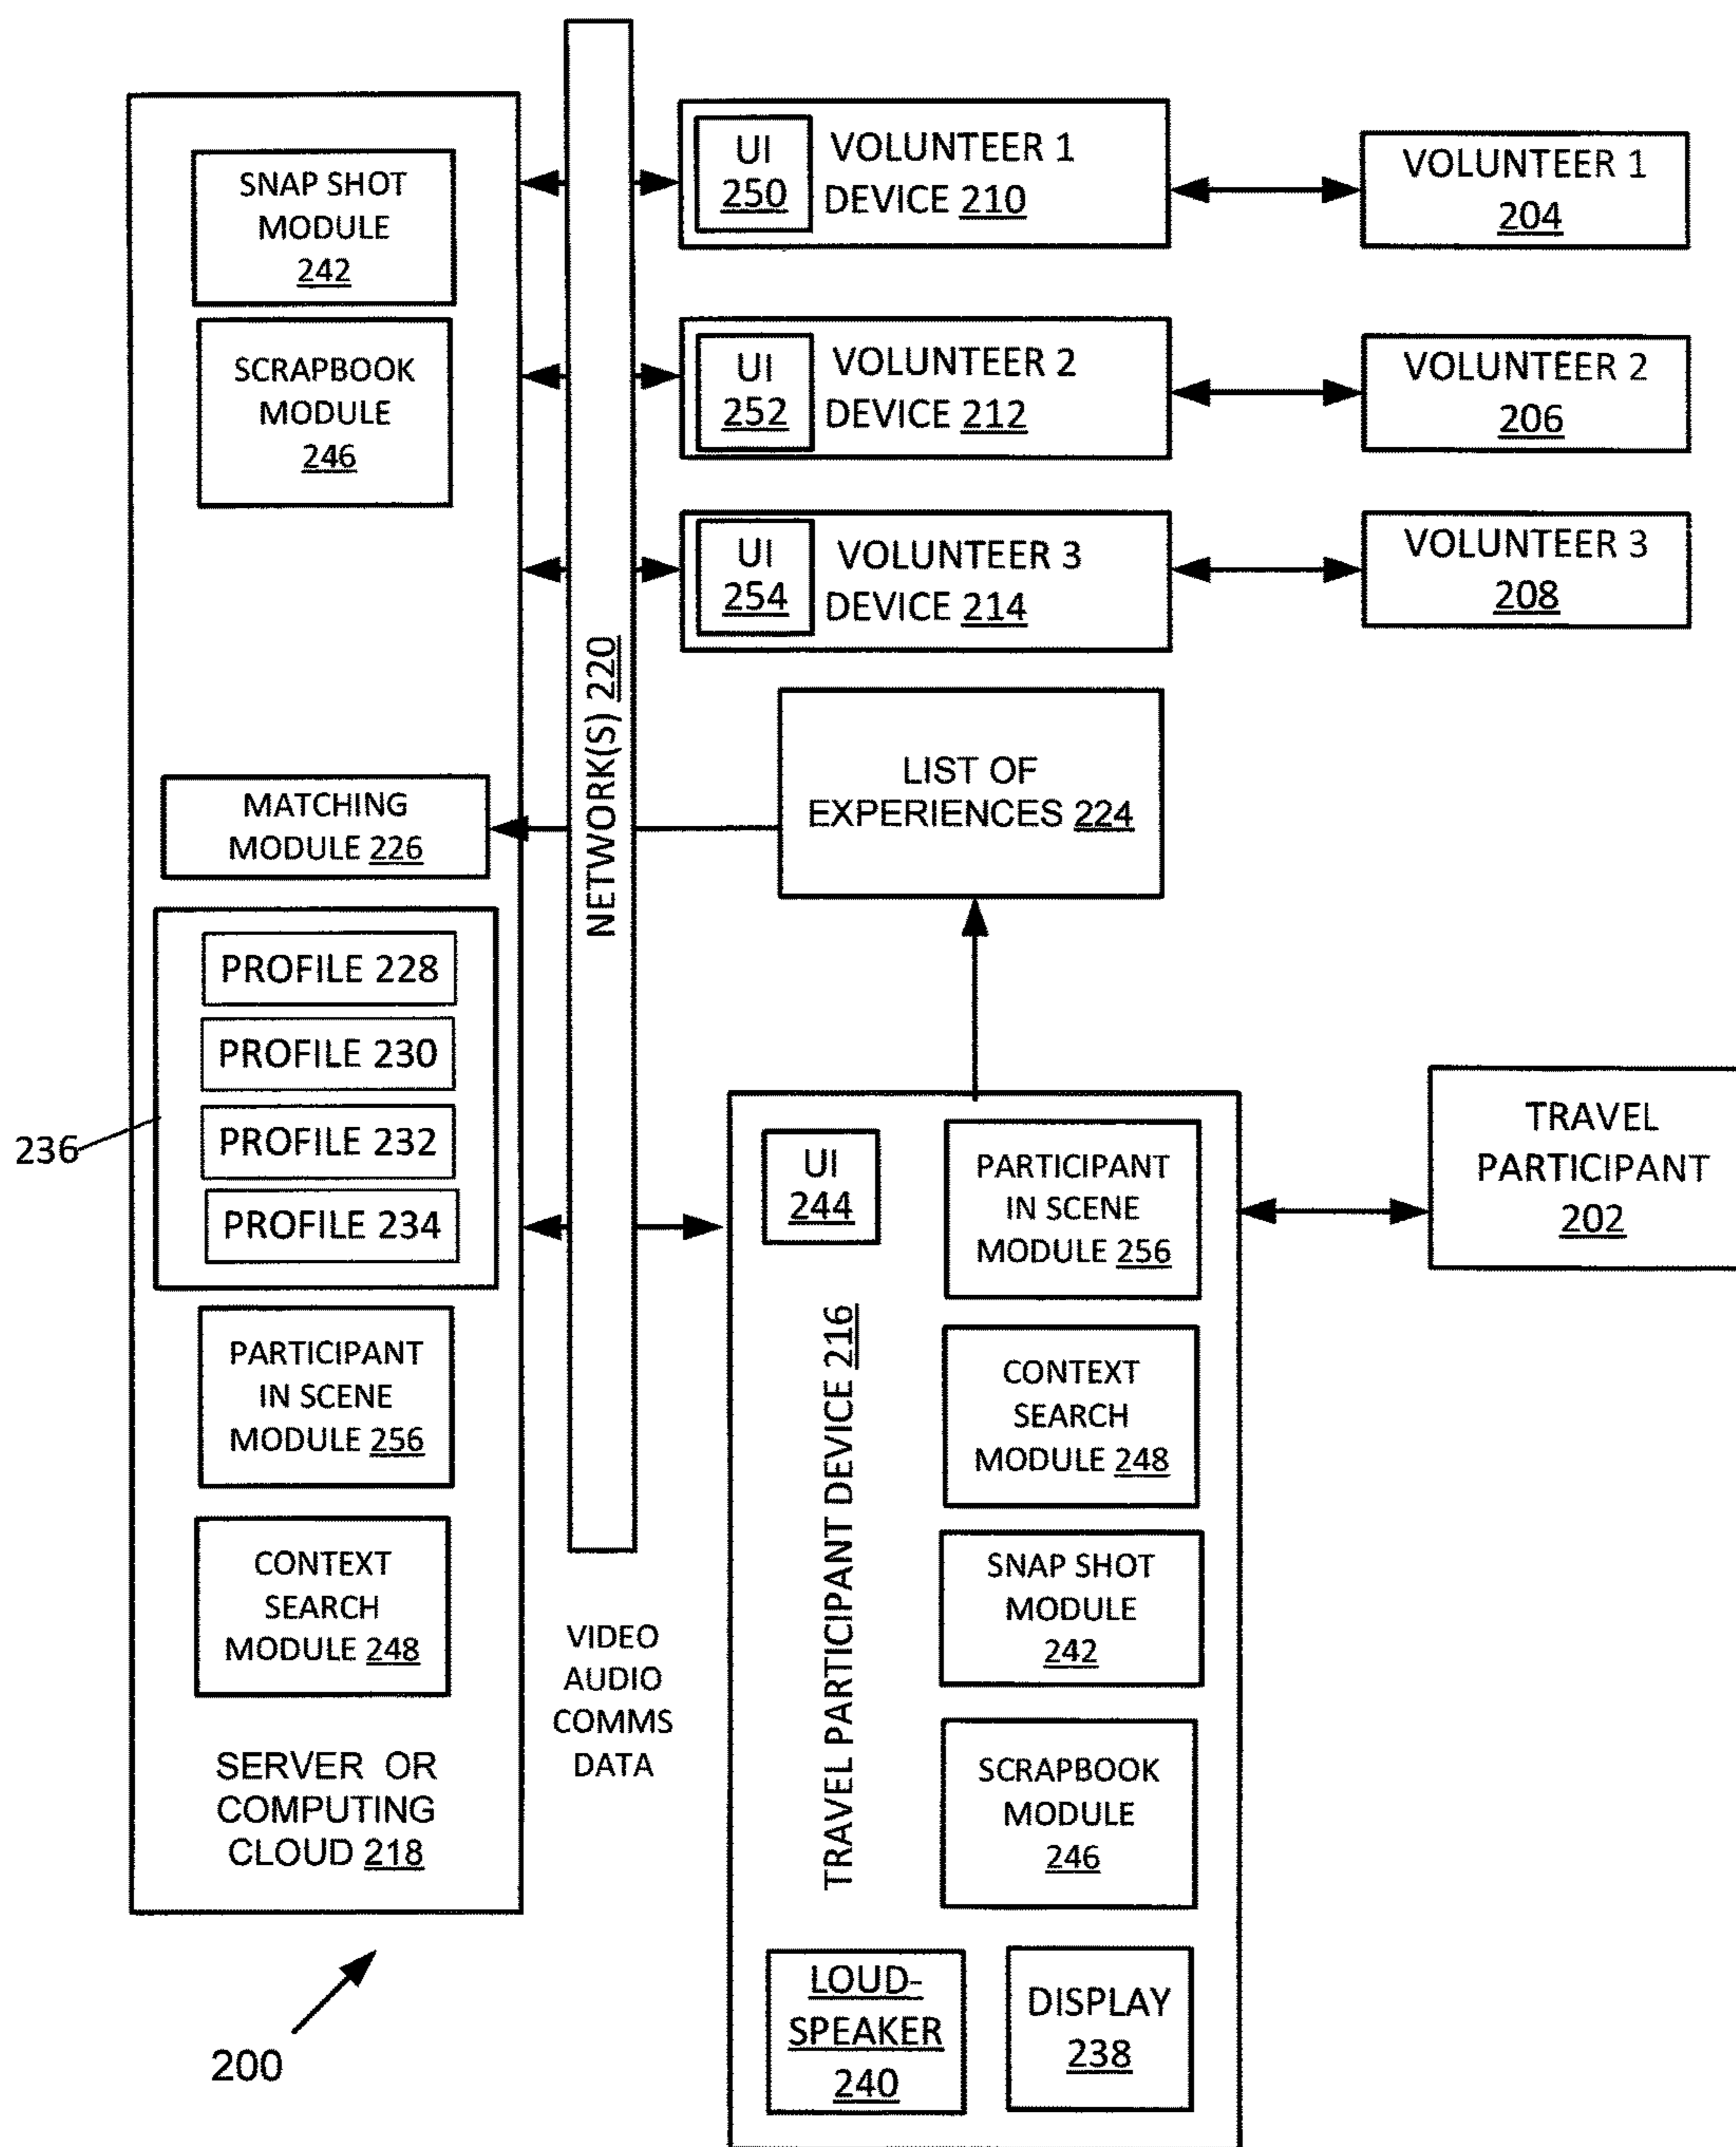 SNAP SHOT
MODULE
242
SCRAPBOOK
MODULE
246
MATCHING
MODULE 226
PROFILE 228
PROFILE 230
PROFILE 232
PROFILE 234
236
PARTICIPANT
IN SCENE
MODULE 256
CONTEXT
SEARCH
MODULE 248
SERVER OR
COMPUTING
CLOUD 218
200
NETWORK(S) 220
VIDEO
AUDIO
COMMS
DATA
UI
250
VOLUNTEER 1
DEVICE 210
VOLUNTEER 1
204
UI
252
VOLUNTEER 2
DEVICE 212
VOLUNTEER 2
206
UI
254
VOLUNTEER 3
DEVICE 214
VOLUNTEER 3
208
LIST OF
EXPERIENCES 224
UI
244
TRAVEL PARTICIPANT DEVICE 216
PARTICIPANT
IN SCENE
MODULE 256
CONTEXT
SEARCH
MODULE 248
SNAP SHOT
MODULE
242
SCRAPBOOK
MODULE
246
LOUD-
SPEAKER
240
DISPLAY
238
TRAVEL
PARTICIPANT
202